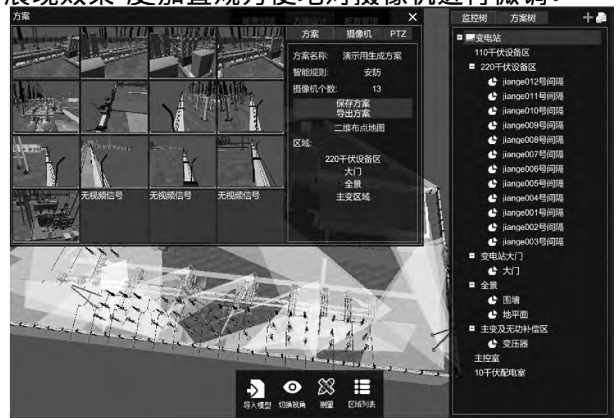 展现效果 更加直观方便地对摄像机进行微调。
方案
方案 摄像机 PTZ
方案名称: 演示用生成方案
智能规则: 安防
摄像机个数: 13
保存方案
导出方案
二维布点地图
区域:
220千伏设备区
大门
全景
主变区域
无视频信号 无视频信号 无视频信号
监控树 方案树
变电站
110千伏设备区
220千伏设备区
jiange012号间隔
jiange011号间隔
jiange010号间隔
jiange009号间隔
jiange008号间隔
jiange007号间隔
jiange006号间隔
jiange005号间隔
jiange004号间隔
jiange001号间隔
jiange002号间隔
jiange003号间隔
变电站大门
大门
全景
围墙
地平面
主变及无功补偿区
变压器
主控室
10千伏配电室
导入模型 切换视角 测量 区域列表